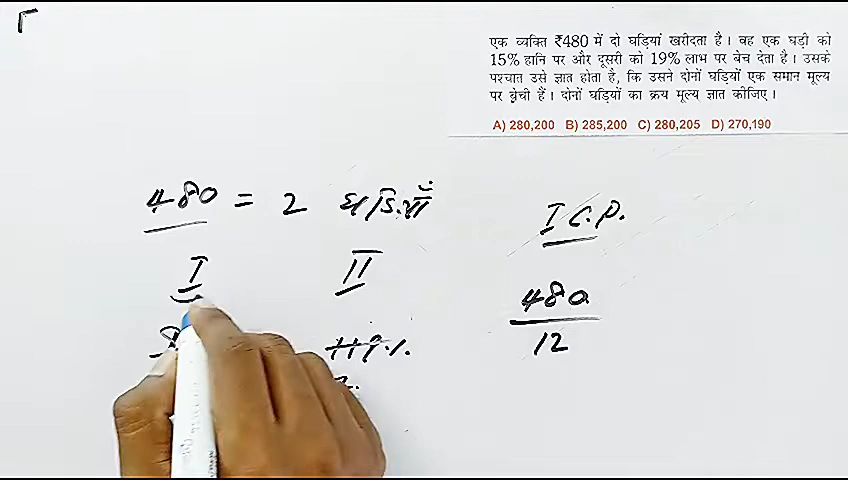 एक व्यक्ति ₹480 में दो घड़ियां खरीदता है। वह एक घड़ी को
15% हानि पर और दूसरी को 19% लाभ पर बेच देता है। उसके
पश्चात उसे ज्ञात होता है, कि उसने दोनों घड़ियों एक समान मूल्य
पर बेची हैं। दोनों घड़ियों का क्रय मूल्य ज्ञात कीजिए।
A) 280,200 B) 285,200 C) 280,205 D) 270,190
480 = 2 घड़ियाँ
I C.P.
I II
480
12